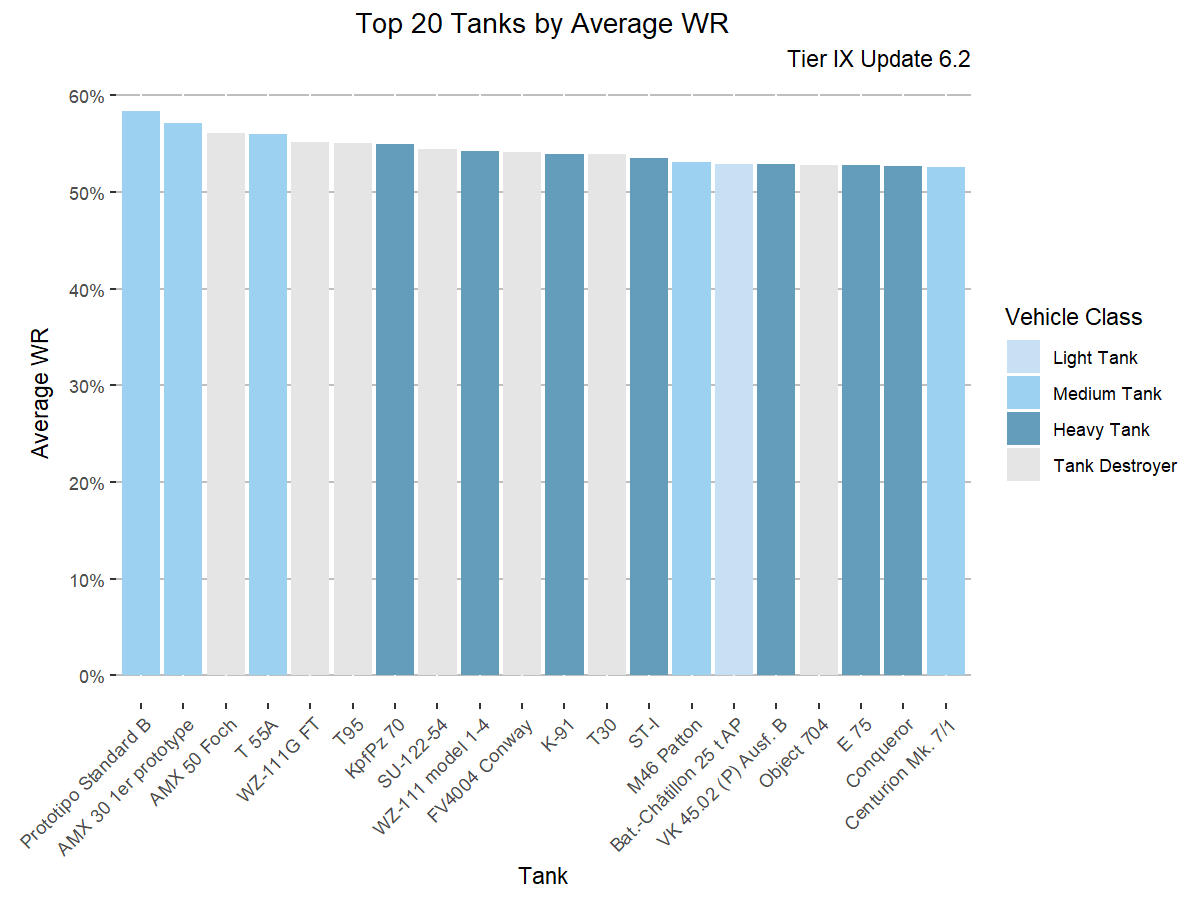 Top 20 Tanks by Average WR
Tier IX Update 6.2
60%
50%
40%
30%
20%
10%
0%
Average WR
Prototipo Standard B
AMX 30 1er prototype
AMX 50 Foch
T 55A
WZ-111G FT
T95
KpfPz 70
SU-122-54
WZ-111 model 1-4
FV4004 Conway
K-91
T30
ST-I
M46 Patton
Bat.-Châtillon 25 t AP
VK 45.02 (P) Ausf. B
Object 704
E 75
Conqueror
Centurion Mk. 7/1
Tank
Vehicle Class
Light Tank
Medium Tank
Heavy Tank
Tank Destroyer